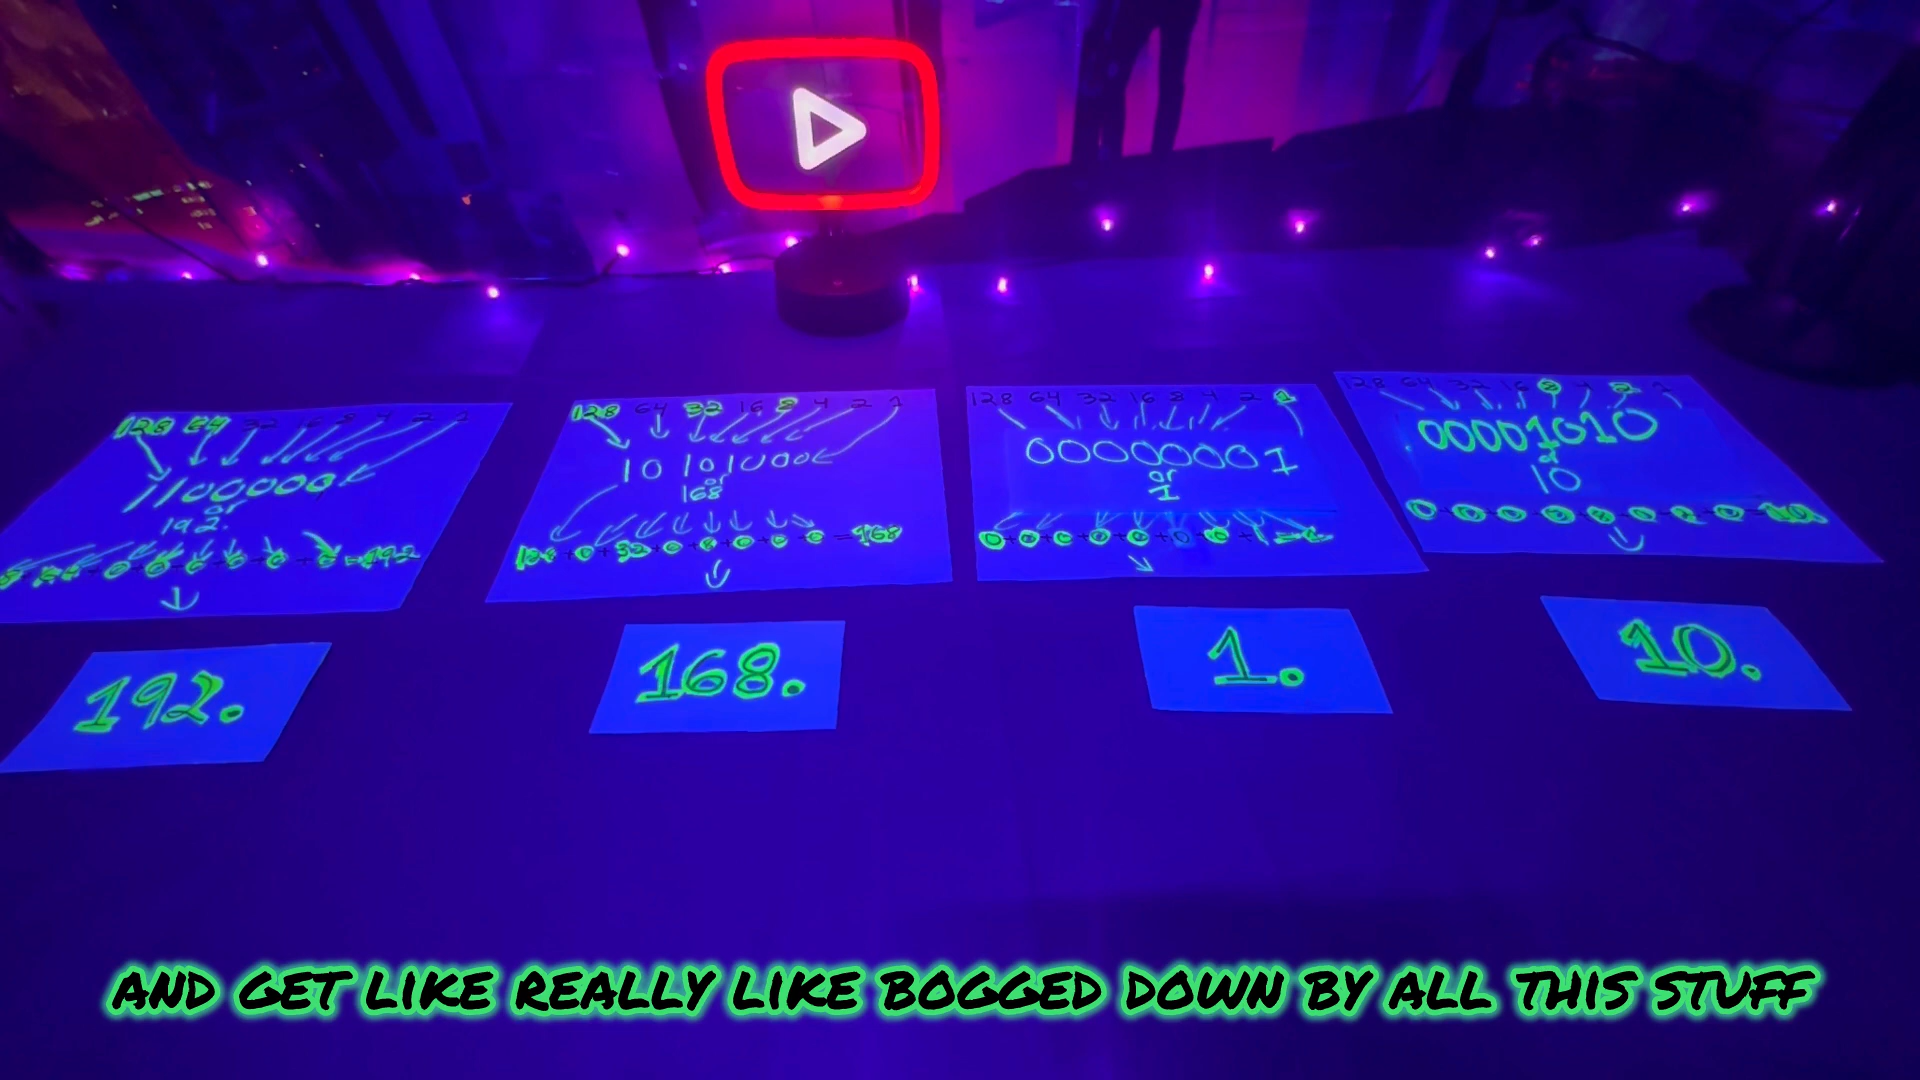 128 64 32 16 8 4 2 1
11000000
or
192.
= 192
128 64 32 16 8 4 2 1
10101000
or
168
128 + 0 + 32 + 0 + 8 + 0 + 0 + 0 = 168
128 64 32 16 8 4 2 1
00000001
or
1
0 + 0 + 0 + 0 + 0 + 0 + 0 + 1 = 1
128 64 32 16 8 4 2 1
00001010
or
10
192.
168.
1.
10.
AND GET LIKE REALLY LIKE BOGGED DOWN BY ALL THIS STUFF